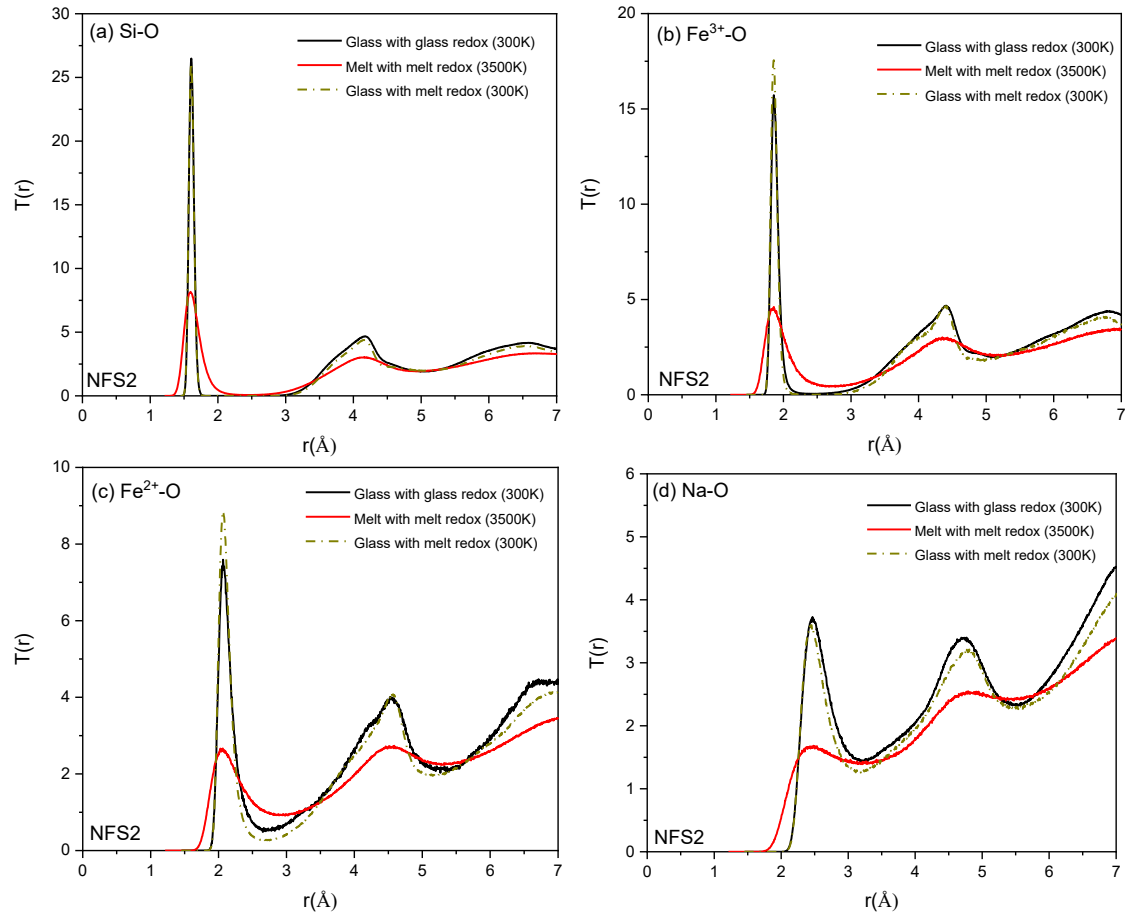 (a) Si-O
Glass with glass redox (300K)
Melt with melt redox (3500K)
Glass with melt redox (300K)
T(r)
30
25
20
15
10
5
0
NFS2
0 1 2 3 4 5 6 7
r(Å)
(b) Fe³⁺-O
Glass with glass redox (300K)
Melt with melt redox (3500K)
Glass with melt redox (300K)
T(r)
20
15
10
5
0
NFS2
0 1 2 3 4 5 6 7
r(Å)
(c) Fe²⁺-O
Glass with glass redox (300K)
Melt with melt redox (3500K)
Glass with melt redox (300K)
T(r)
10
8
6
4
2
0
NFS2
0 1 2 3 4 5 6 7
r(Å)
(d) Na-O
Glass with glass redox (300K)
Melt with melt redox (3500K)
Glass with melt redox (300K)
T(r)
6
5
4
3
2
1
0
NFS2
0 1 2 3 4 5 6 7
r(Å)